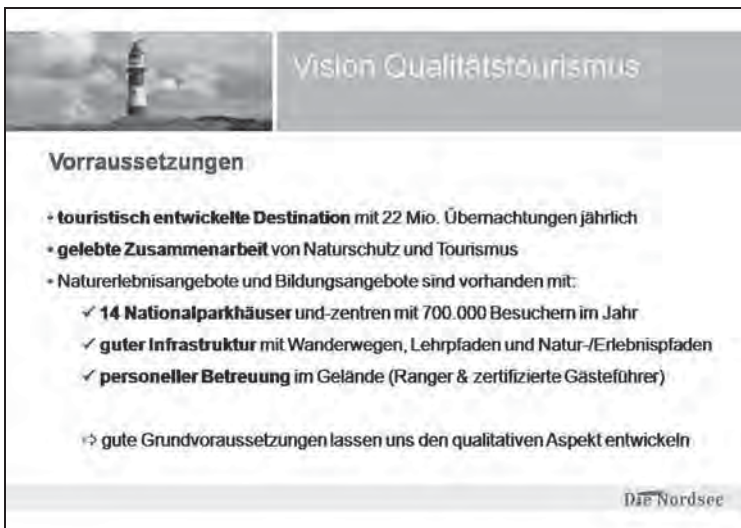 Vision Qualitätstourismus
Vorraussetzungen
• touristisch entwickelte Destination mit 22 Mio. Übernachtungen jährlich
• gelebte Zusammenarbeit von Naturschutz und Tourismus
• Naturerlebnisangebote und Bildungsangebote sind vorhanden mit:
✓ 14 Nationalparkhäuser und-zentren mit 700.000 Besuchern im Jahr
✓ guter Infrastruktur mit Wanderwegen, Lehrpfaden und Natur-/Erlebnispfaden
✓ personeller Betreuung im Gelände (Ranger & zertifizierte Gästeführer)
⇨ gute Grundvoraussetzungen lassen uns den qualitativen Aspekt entwickeln
Die Nordsee